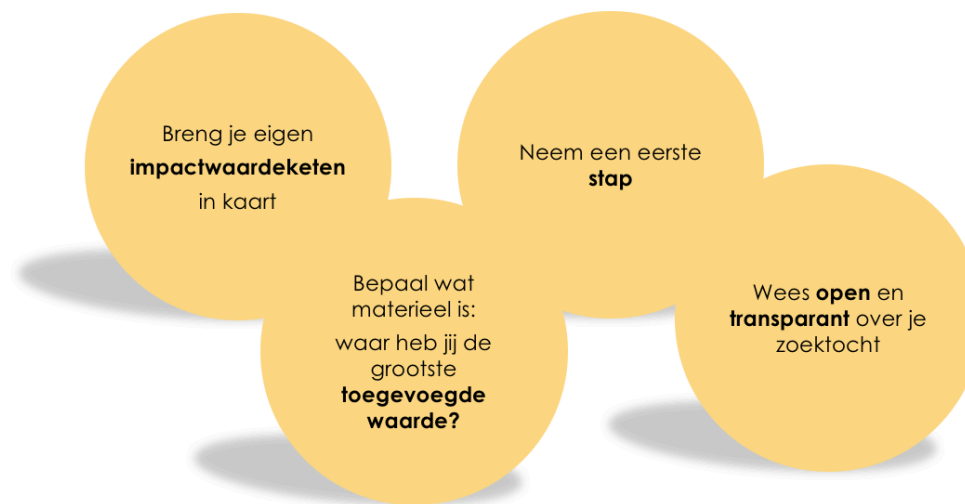 Breng je eigen
impactwaardeketen
in kaart
Bepaal wat
materieel is:
waar heb jij de
grootste
toegevoegde
waarde?
Neem een eerste
stap
Wees open en
transparant over je
zoektocht